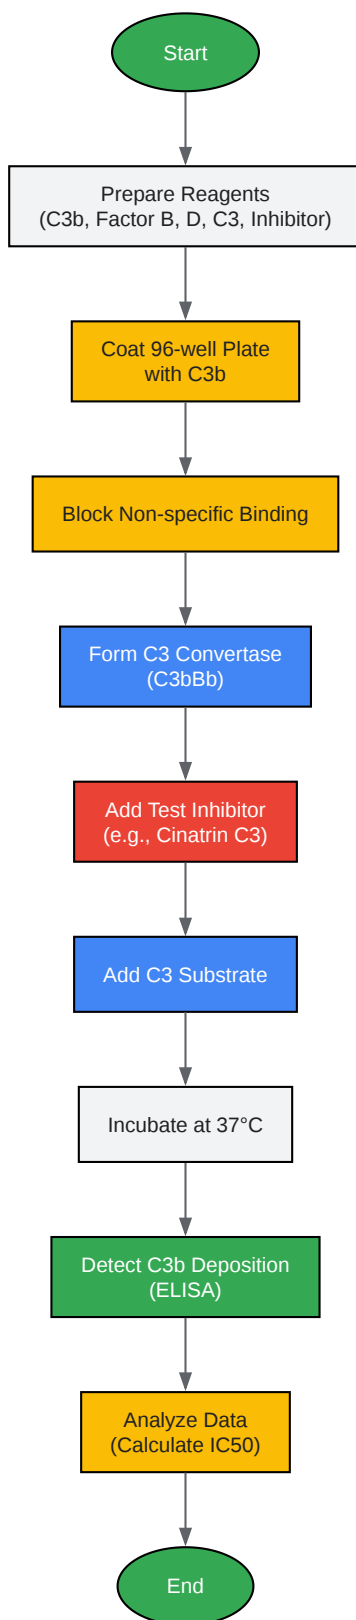 Start
Prepare Reagents
(C3b, Factor B, D, C3, Inhibitor)
Coat 96-well Plate
with C3b
Block Non-specific Binding
Form C3 Convertase
(C3bBb)
Add Test Inhibitor
(e.g., Cinatrin C3)
Add C3 Substrate
Incubate at 37°C
Detect C3b Deposition
(ELISA)
Analyze Data
(Calculate IC50)
End